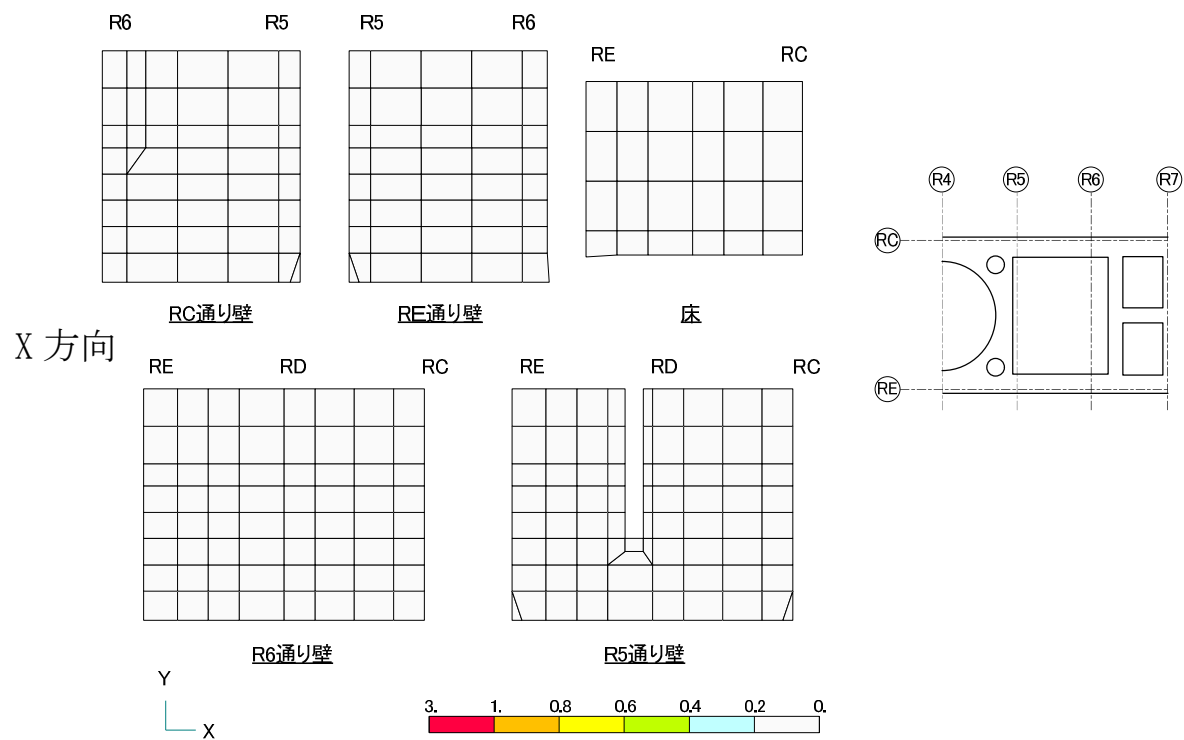 R6 R5 R5 R6
RE RC
R4 R5 R6 R7
RC
RC通り壁 RE通り壁 床
X 方向
RE RD RC RE RD RC
RE
R6通り壁 R5通り壁
Y
X
3. 1. 0.8 0.6 0.4 0.2 0.